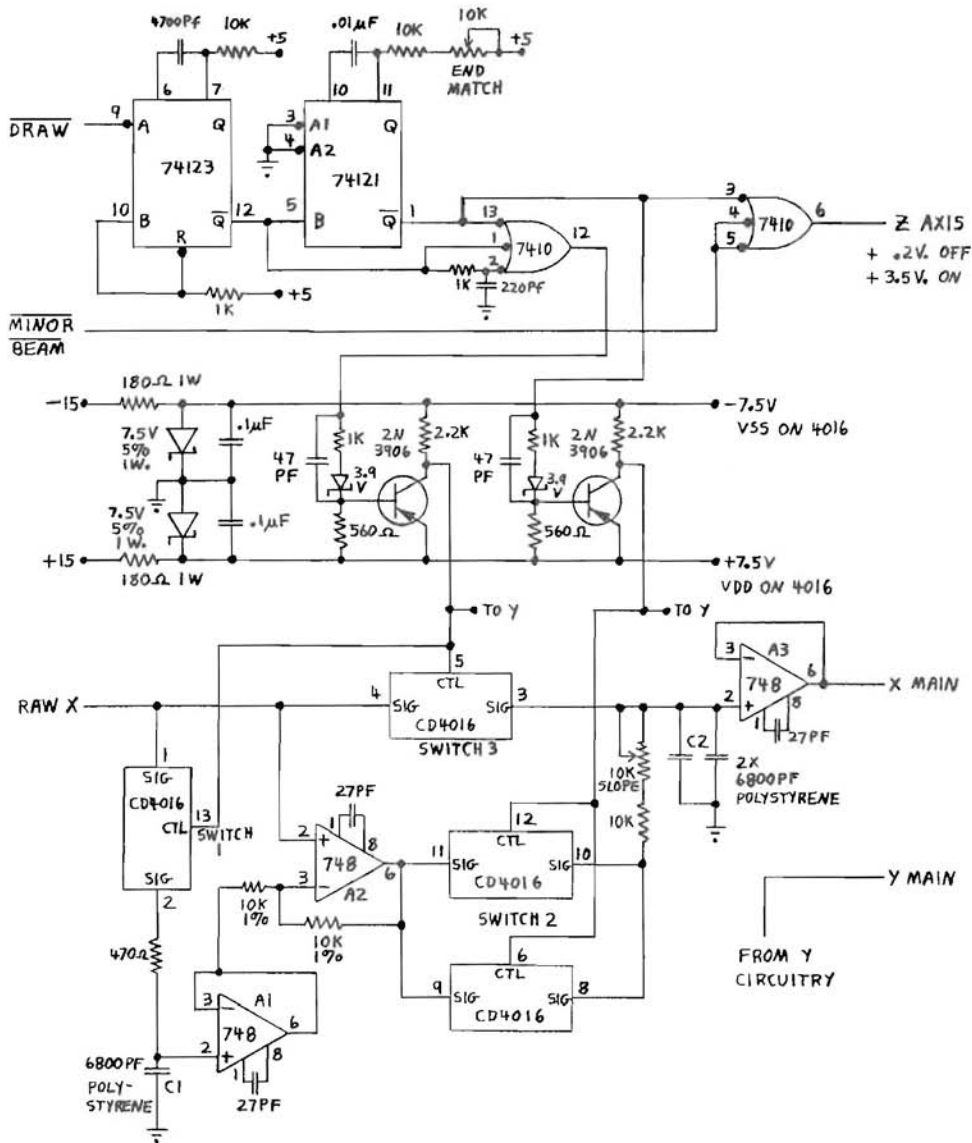 4700Pf
10K
+5
.01µF
10K
10K
+5
END
MATCH
6
7
10
11
DRAW
9
A
Q
74123
10
B
Q
12
R
1K
+5
3
A1
4
A2
Q
74121
5
B
Q
1
13
1
2
7410
12
1K
220PF
3
4
5
7410
6
Z AXIS
+ .2V. OFF
+ 3.5V. ON
MINOR
BEAM
180Ω 1W
-15
7.5V
5%
1W.
.1µF
7.5V
5%
1W.
.1µF
+15
180Ω 1W
47
PF
1K
3.9
V
560Ω
2N
3906
2.2K
47
PF
1K
3.9
V
560Ω
2N
3906
2.2K
-7.5V
VSS ON 4016
+7.5V
VDD ON 4016
TO Y
TO Y
RAW X
4
5
CTL
SIG
SIG
3
CD4016
SWITCH 3
10K
SLOPE
10K
C2
2X
6800PF
POLYSTYRENE
3
2
A3
748
6
1
8
27PF
X MAIN
1
SIG
CD4016
CTL
13
SWITCH
1
SIG
2
27PF
2
1
8
748
3
6
A2
10K
1%
10K
1%
11
12
CTL
SIG
SIG
10
CD4016
SWITCH 2
6
CTL
9
SIG
SIG
8
CD4016
Y MAIN
FROM Y
CIRCUITRY
470Ω
3
A1
748
6
2
1
8
27PF
6800PF
POLY-
STYRENE
C1